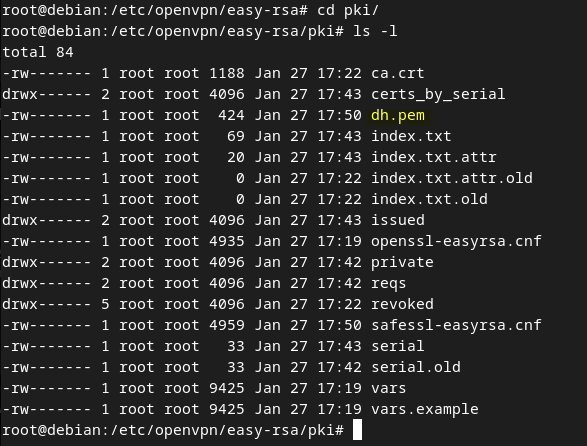 root@debian:/etc/openvpn/easy-rsa# cd pki/
root@debian:/etc/openvpn/easy-rsa/pki# ls -l
total 84
-rw------- 1 root root 1188 Jan 27 17:22 ca.crt
drwx------ 2 root root 4096 Jan 27 17:43 certs_by_serial
-rw------- 1 root root  424 Jan 27 17:50 dh.pem
-rw------- 1 root root   69 Jan 27 17:43 index.txt
-rw------- 1 root root   20 Jan 27 17:43 index.txt.attr
-rw------- 1 root root    0 Jan 27 17:22 index.txt.attr.old
-rw------- 1 root root    0 Jan 27 17:22 index.txt.old
drwx------ 2 root root 4096 Jan 27 17:43 issued
-rw------- 1 root root 4935 Jan 27 17:19 openssl-easyrsa.cnf
drwx------ 2 root root 4096 Jan 27 17:42 private
drwx------ 2 root root 4096 Jan 27 17:42 reqs
drwx------ 5 root root 4096 Jan 27 17:22 revoked
-rw------- 1 root root 4959 Jan 27 17:50 safessl-easyrsa.cnf
-rw------- 1 root root   33 Jan 27 17:43 serial
-rw------- 1 root root   33 Jan 27 17:42 serial.old
-rw------- 1 root root 9425 Jan 27 17:19 vars
-rw------- 1 root root 9425 Jan 27 17:19 vars.example
root@debian:/etc/openvpn/easy-rsa/pki#